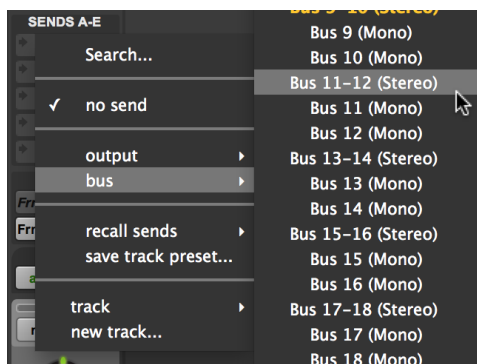 SENDS A-E
Search...
✓ no send
output
bus
recall sends
save track preset...
track
new track...
Bus 9 (Mono)
Bus 10 (Mono)
Bus 11-12 (Stereo)
Bus 11 (Mono)
Bus 12 (Mono)
Bus 13-14 (Stereo)
Bus 13 (Mono)
Bus 14 (Mono)
Bus 15-16 (Stereo)
Bus 15 (Mono)
Bus 16 (Mono)
Bus 17-18 (Stereo)
Bus 17 (Mono)
Bus 18 (Mono)